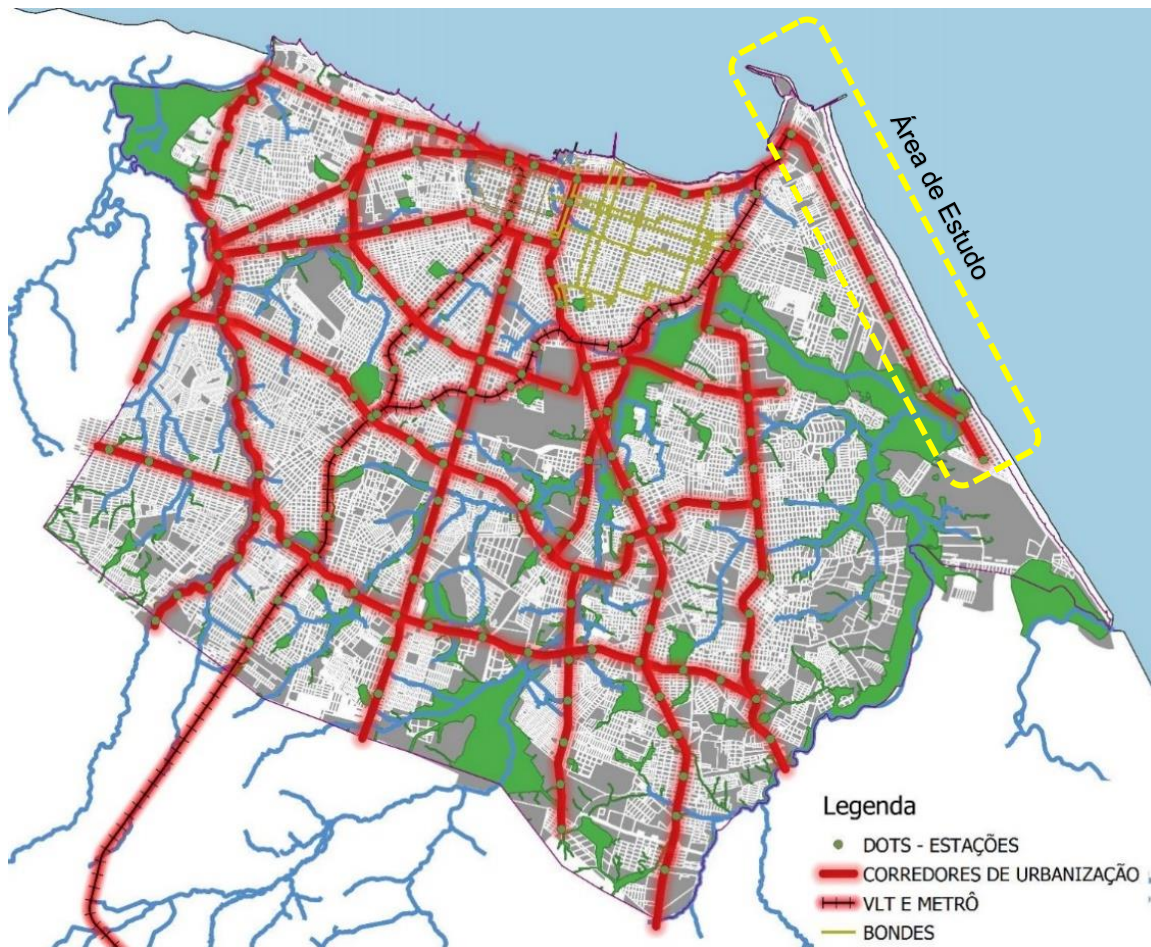 Área de Estudo
Legenda
DOTS - ESTAÇÕES
CORREDORES DE URBANIZAÇÃO
VLT E METRÔ
BONDES